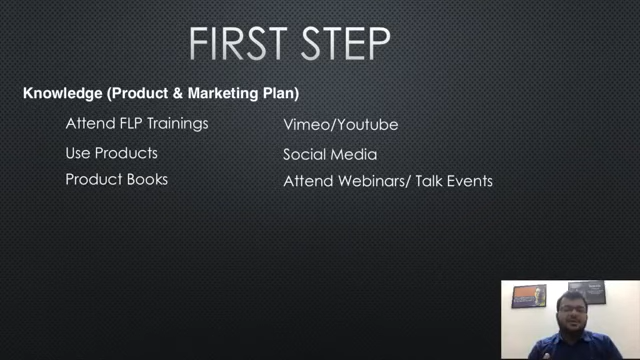 FIRST STEP
Knowledge (Product & Marketing Plan)
Attend FLP Trainings
Use Products
Product Books
Vimeo/Youtube
Social Media
Attend Webinars/ Talk Events